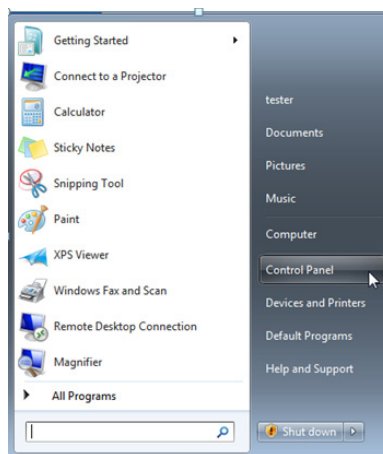 Getting Started
Connect to a Projector
Calculator
Sticky Notes
Snipping Tool
Paint
XPS Viewer
Windows Fax and Scan
Remote Desktop Connection
Magnifier
All Programs
tester
Documents
Pictures
Music
Computer
Control Panel
Devices and Printers
Default Programs
Help and Support
Shut down